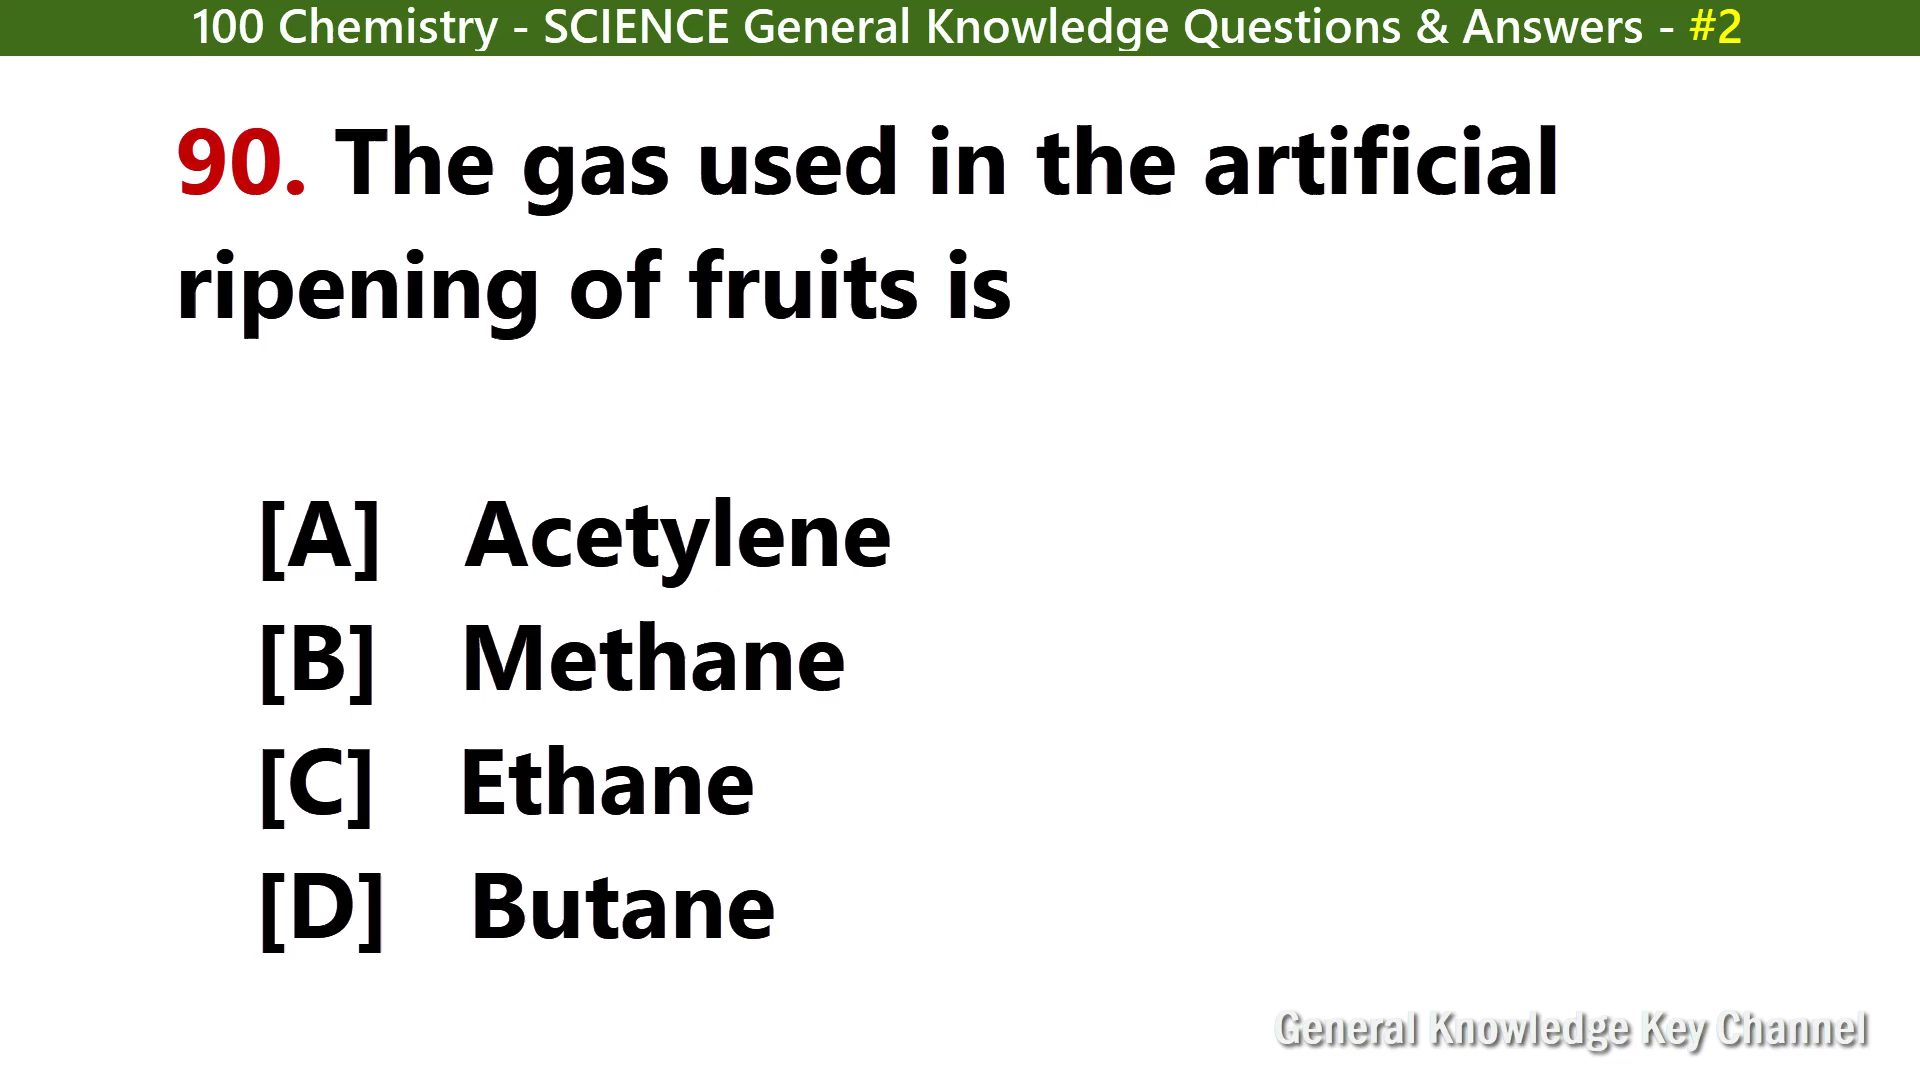 100 Chemistry - SCIENCE General Knowledge Questions & Answers - #2
90. The gas used in the artificial
ripening of fruits is
[A] Acetylene
[B] Methane
[C] Ethane
[D] Butane
General Knowledge Key Channel